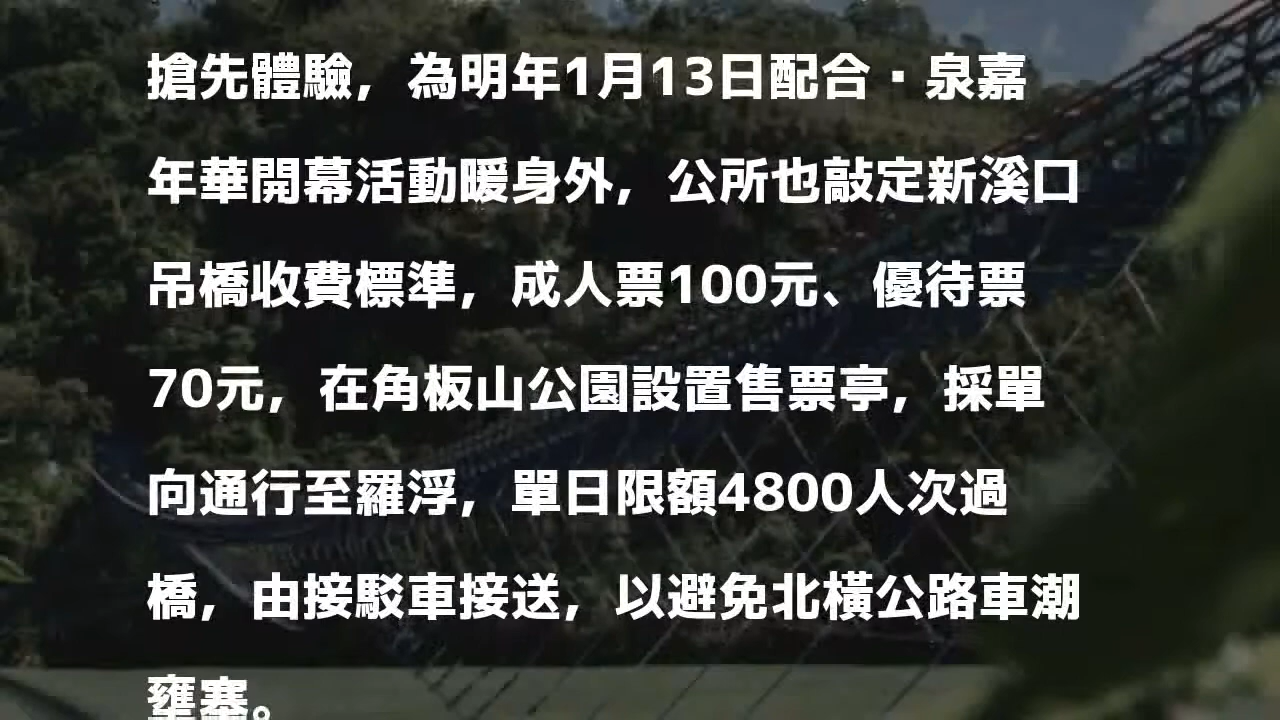 搶先體驗，為明年1月13日配合·泉嘉
年華開幕活動暖身外，公所也敲定新溪口
吊橋收費標準，成人票100元、優待票
70元，在角板山公園設置售票亭，採單
向通行至羅浮，單日限額4800人次過
橋，由接駁車接送，以避免北橫公路車潮
壅塞。